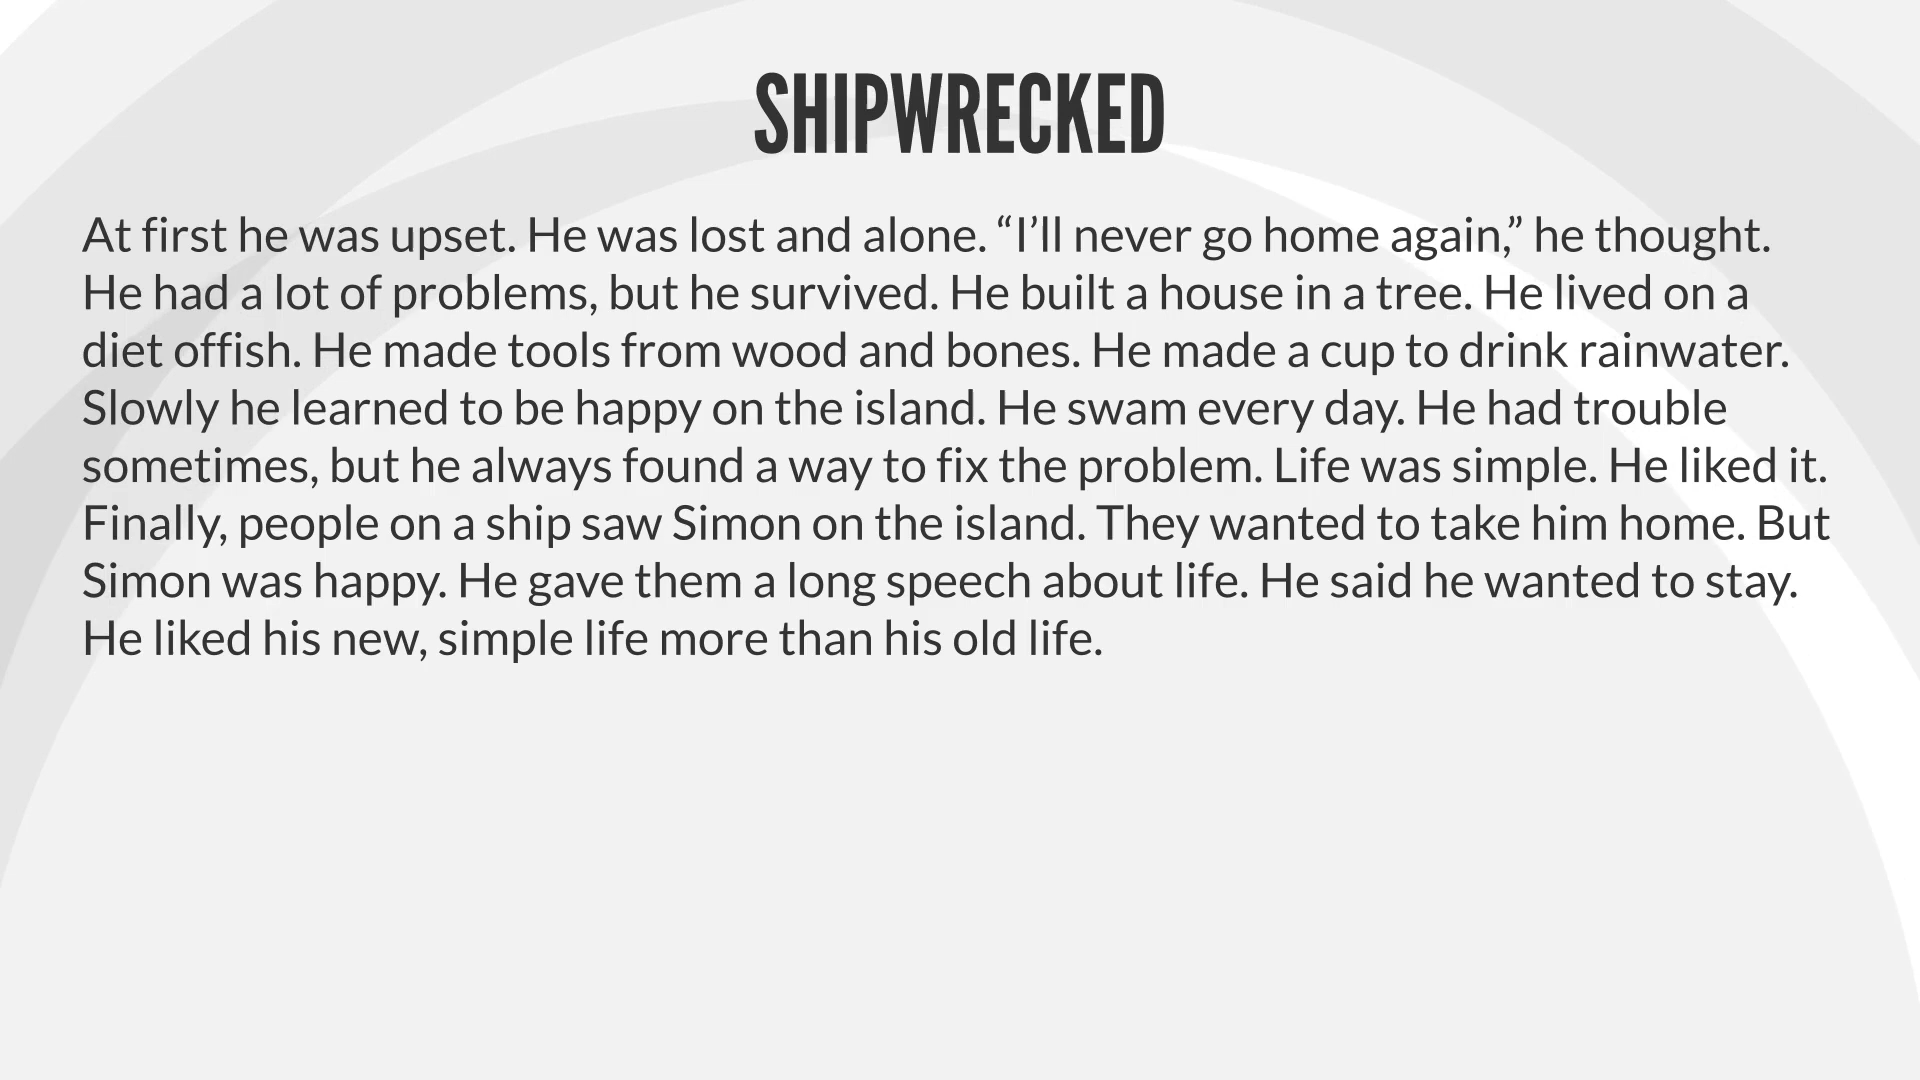 SHIPWRECKED
At first he was upset. He was lost and alone. “I’ll never go home again,” he thought.
He had a lot of problems, but he survived. He built a house in a tree. He lived on a
diet offish. He made tools from wood and bones. He made a cup to drink rainwater.
Slowly he learned to be happy on the island. He swam every day. He had trouble
sometimes, but he always found a way to fix the problem. Life was simple. He liked it.
Finally, people on a ship saw Simon on the island. They wanted to take him home. But
Simon was happy. He gave them a long speech about life. He said he wanted to stay.
He liked his new, simple life more than his old life.